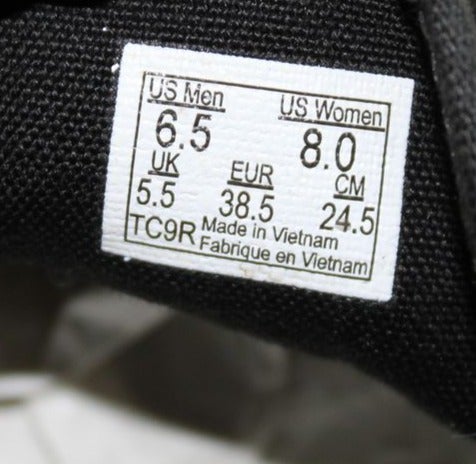 US Men US Women
6.5 8.0
UK EUR CM
5.5 38.5 24.5
TC9R Made in Vietnam
Fabrique en Vietnam